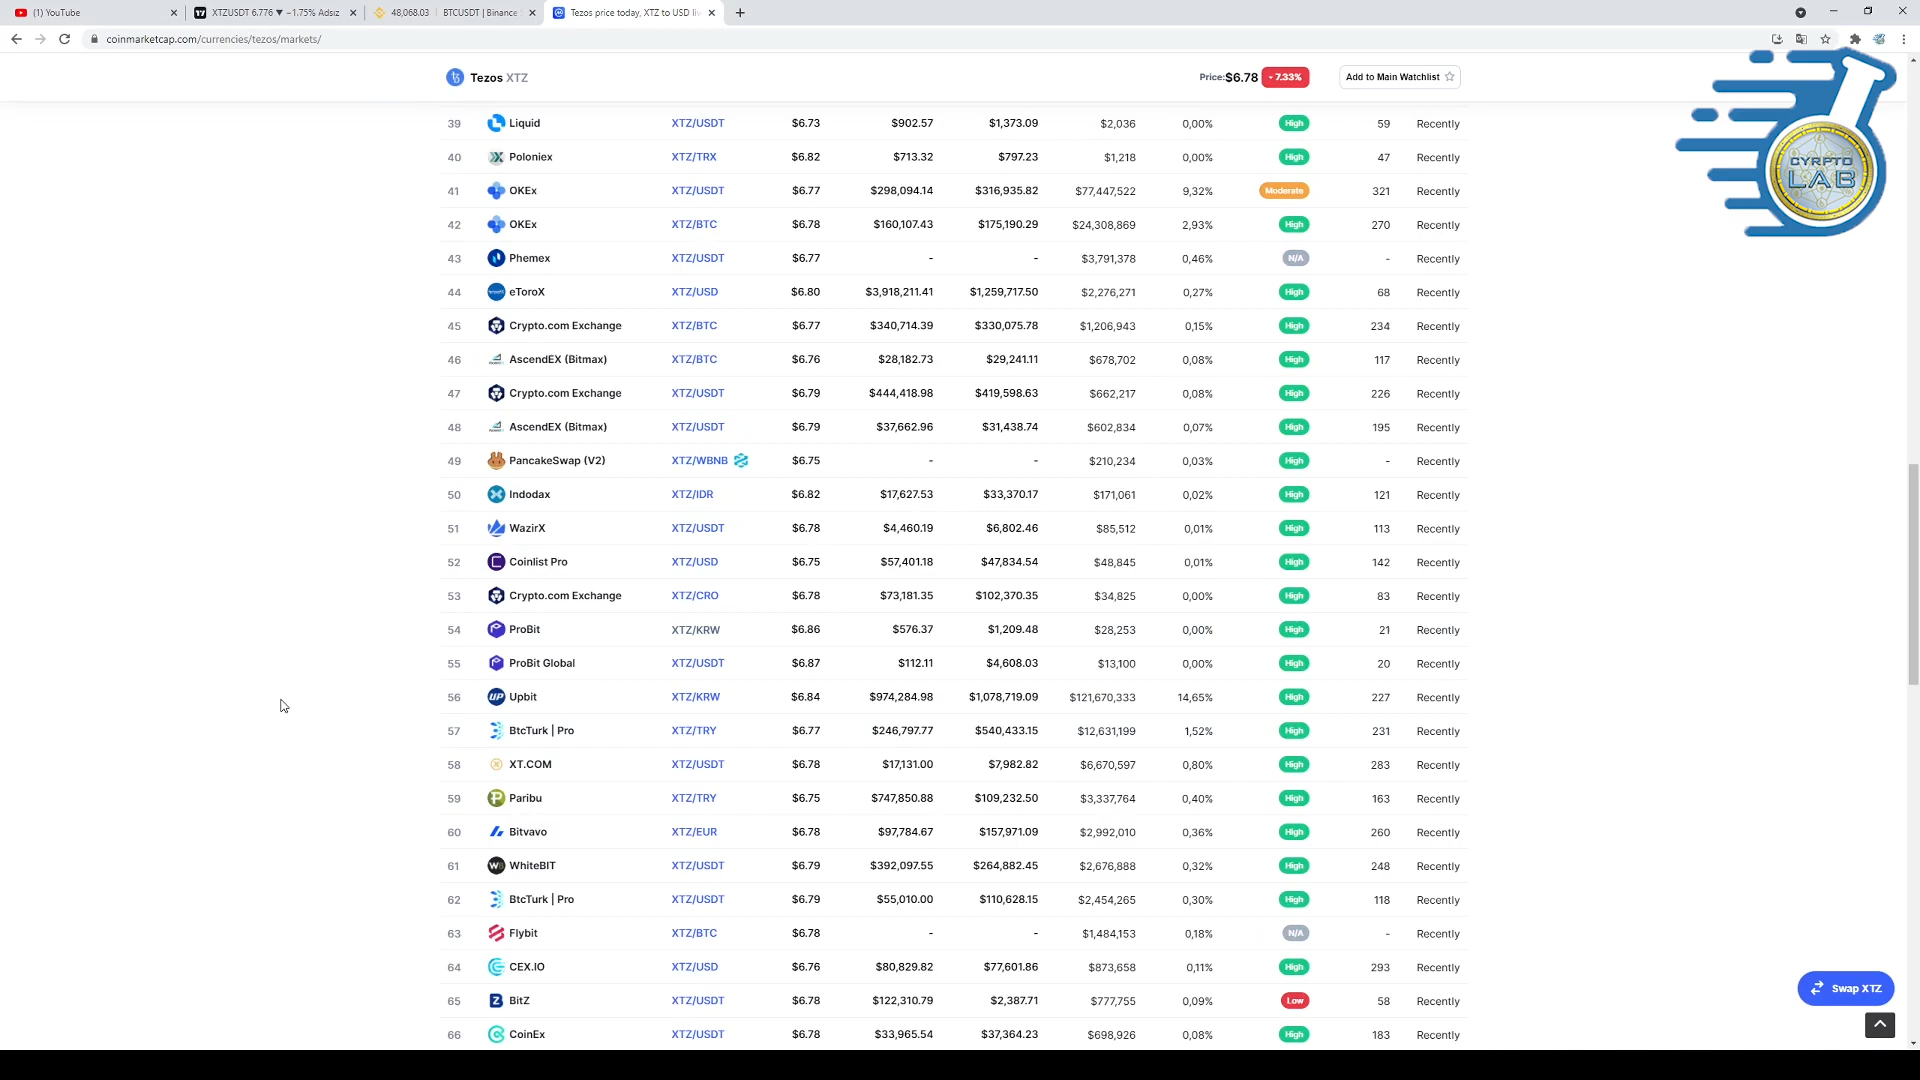 (1) YouTube
XTZUSDT 6.776 ▼ −1.75% Adsız
48,068.03 | BTCUSDT | Binance
Tezos price today, XTZ to USD liv
coinmarketcap.com/currencies/tezos/markets/
Tezos XTZ
Price:$6.78 7.33%
Add to Main Watchlist
CYRPTO
LAB
39 Liquid XTZ/USDT $6.73 $902.57 $1,373.09 $2,036 0,00% High 59 Recently
40 Poloniex XTZ/TRX $6.82 $713.32 $797.23 $1,218 0,00% High 47 Recently
41 OKEx XTZ/USDT $6.77 $298,094.14 $316,935.82 $77,447,522 9,32% Moderate 321 Recently
42 OKEx XTZ/BTC $6.78 $160,107.43 $175,190.29 $24,308,869 2,93% High 270 Recently
43 Phemex XTZ/USDT $6.77 - - $3,791,378 0,46% N/A - Recently
44 eToroX XTZ/USD $6.80 $3,918,211.41 $1,259,717.50 $2,276,271 0,27% High 68 Recently
45 Crypto.com Exchange XTZ/BTC $6.77 $340,714.39 $330,075.78 $1,206,943 0,15% High 234 Recently
46 AscendEX (Bitmax) XTZ/BTC $6.76 $28,182.73 $29,241.11 $678,702 0,08% High 117 Recently
47 Crypto.com Exchange XTZ/USDT $6.79 $444,418.98 $419,598.63 $662,217 0,08% High 226 Recently
48 AscendEX (Bitmax) XTZ/USDT $6.79 $37,662.96 $31,438.74 $602,834 0,07% High 195 Recently
49 PancakeSwap (V2) XTZ/WBNB $6.75 - - $210,234 0,03% High - Recently
50 Indodax XTZ/IDR $6.82 $17,627.53 $33,370.17 $171,061 0,02% High 121 Recently
51 WazirX XTZ/USDT $6.78 $4,460.19 $6,802.46 $85,512 0,01% High 113 Recently
52 Coinlist Pro XTZ/USD $6.75 $57,401.18 $47,834.54 $48,845 0,01% High 142 Recently
53 Crypto.com Exchange XTZ/CRO $6.78 $73,181.35 $102,370.35 $34,825 0,00% High 83 Recently
54 ProBit XTZ/KRW $6.86 $576.37 $1,209.48 $28,253 0,00% High 21 Recently
55 ProBit Global XTZ/USDT $6.87 $112.11 $4,608.03 $13,100 0,00% High 20 Recently
56 Upbit XTZ/KRW $6.84 $974,284.98 $1,078,719.09 $121,670,333 14,65% High 227 Recently
57 BtcTurk | Pro XTZ/TRY $6.77 $246,797.77 $540,433.15 $12,631,199 1,52% High 231 Recently
58 XT.COM XTZ/USDT $6.78 $17,131.00 $7,982.82 $6,670,597 0,80% High 283 Recently
59 Paribu XTZ/TRY $6.75 $747,850.88 $109,232.50 $3,337,764 0,40% High 163 Recently
60 Bitvavo XTZ/EUR $6.78 $97,784.67 $157,971.09 $2,992,010 0,36% High 260 Recently
61 WhiteBIT XTZ/USDT $6.79 $392,097.55 $264,882.45 $2,676,888 0,32% High 248 Recently
62 BtcTurk | Pro XTZ/USDT $6.79 $55,010.00 $110,628.15 $2,454,265 0,30% High 118 Recently
63 Flybit XTZ/BTC $6.78 - - $1,484,153 0,18% N/A - Recently
64 CEX.IO XTZ/USD $6.76 $80,829.82 $77,601.86 $873,658 0,11% High 293 Recently
65 BitZ XTZ/USDT $6.78 $122,310.79 $2,387.71 $777,755 0,09% Low 58 Recently
66 CoinEx XTZ/USDT $6.78 $33,965.54 $37,364.23 $698,926 0,08% High 183 Recently
Swap XTZ